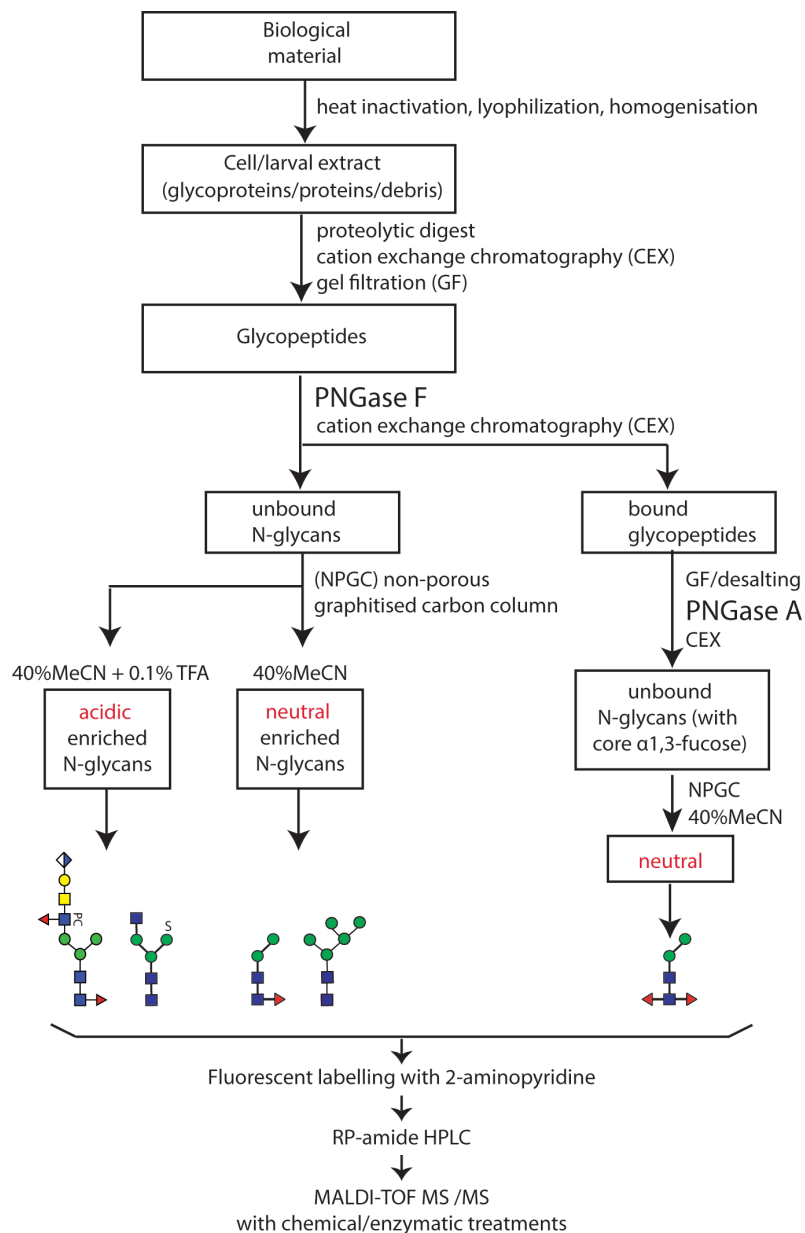 Biological
material
heat inactivation, lyophilization, homogenisation
Cell/larval extract
(glycoproteins/proteins/debris)
proteolytic digest
cation exchange chromatography (CEX)
gel filtration (GF)
Glycopeptides
PNGase F
cation exchange chromatography (CEX)
unbound
N-glycans
bound
glycopeptides
(NPGC) non-porous
graphitised carbon column
GF/desalting
PNGase A
CEX
40%MeCN + 0.1% TFA
40%MeCN
acidic
enriched
N-glycans
neutral
enriched
N-glycans
unbound
N-glycans (with
core α1,3-fucose)
NPGC
40%MeCN
neutral
PC
S
Fluorescent labelling with 2-aminopyridine
RP-amide HPLC
MALDI-TOF MS /MS
with chemical/enzymatic treatments